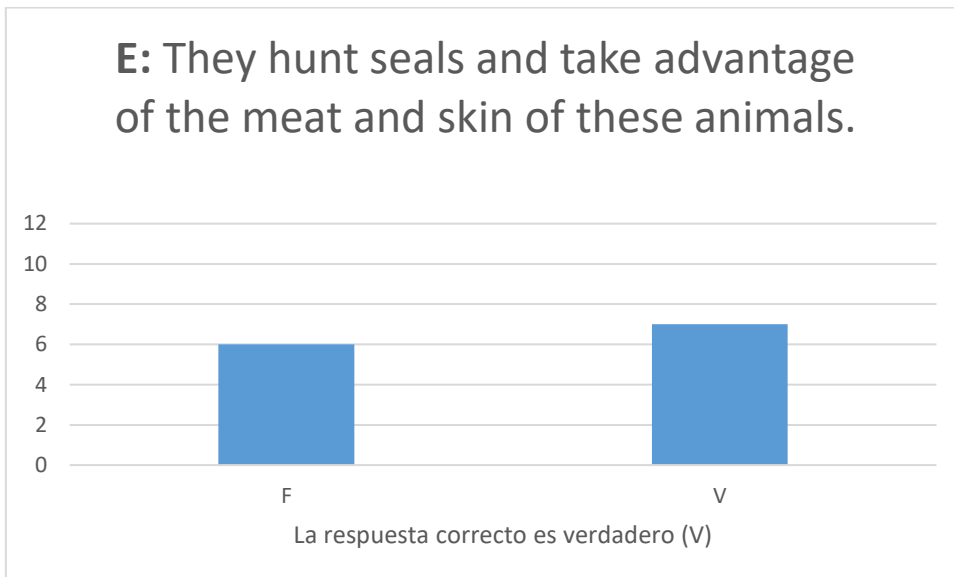 E: They hunt seals and take advantage
of the meat and skin of these animals.
12
10
8
6
4
2
0
F
V
La respuesta correcto es verdadero (V)